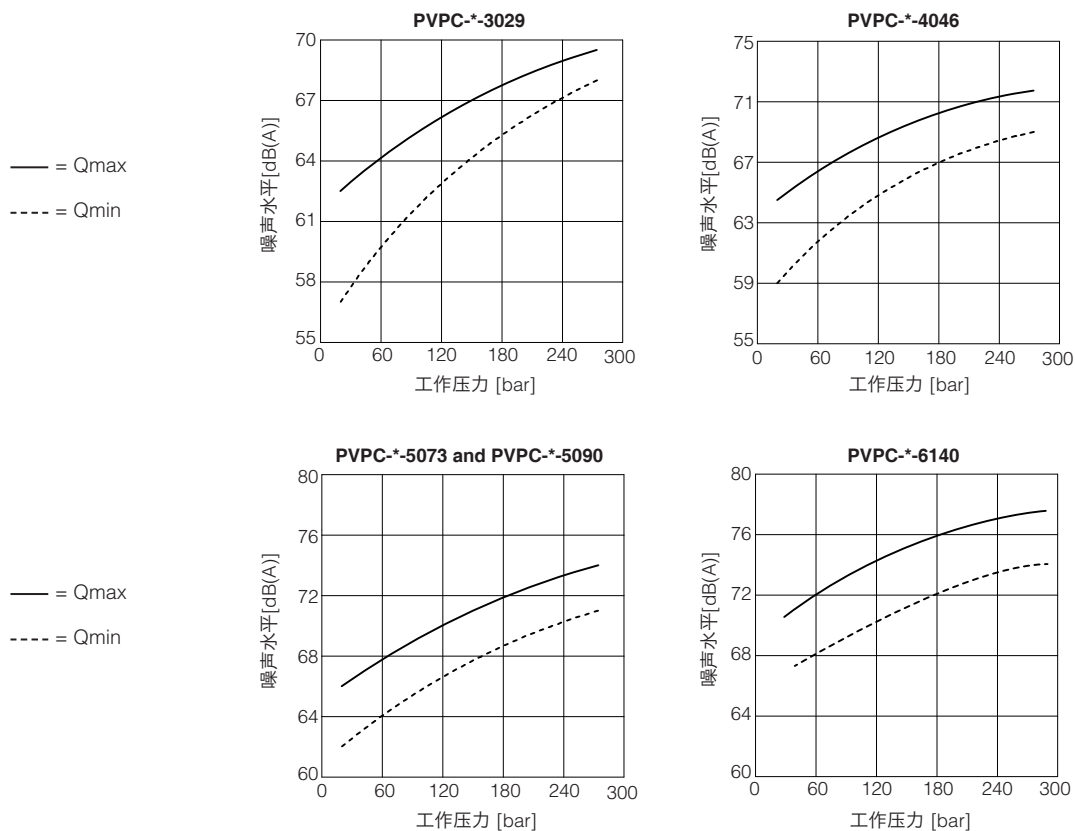 PVPC-*-3029
PVPC-*-4046
= Qmax
= Qmin
噪声水平[dB(A)]
70
67
64
61
58
55
0 60 120 180 240 300
工作压力 [bar]
噪声水平[dB(A)]
75
71
67
63
59
55
0 60 120 180 240 300
工作压力 [bar]
PVPC-*-5073 and PVPC-*-5090
PVPC-*-6140
= Qmax
= Qmin
噪声水平[dB(A)]
80
76
72
68
64
60
0 60 120 180 240 300
工作压力 [bar]
噪声水平[dB(A)]
80
76
72
68
64
60
0 60 120 180 240 300
工作压力 [bar]